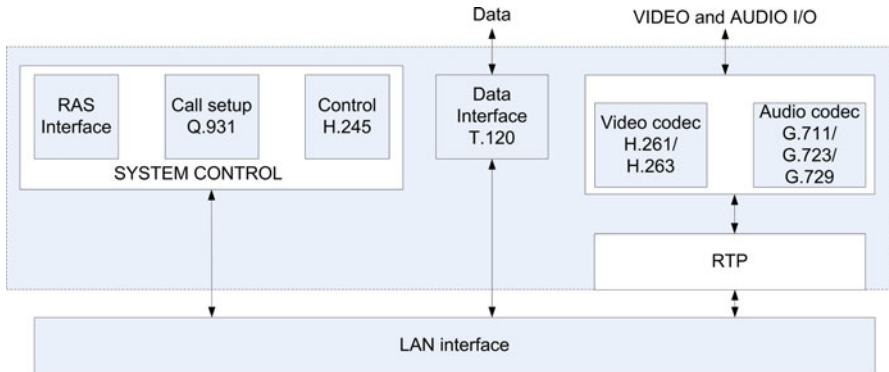 Data
VIDEO and AUDIO I/O
RAS
Interface
Call setup
Q.931
Control
H.245
SYSTEM CONTROL
Data
Interface
T.120
Video codec
H.261/
H.263
Audio codec
G.711/
G.723/
G.729
RTP
LAN interface